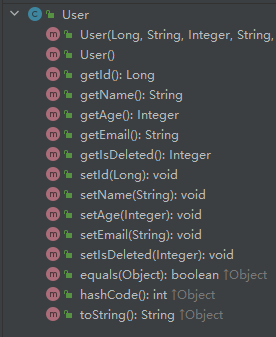 User
User(Long, String, Integer, String,
User()
getId(): Long
getName(): String
getAge(): Integer
getEmail(): String
getIsDeleted(): Integer
setId(Long): void
setName(String): void
setAge(Integer): void
setEmail(String): void
setIsDeleted(Integer): void
equals(Object): boolean ↑Object
hashCode(): int ↑Object
toString(): String ↑Object